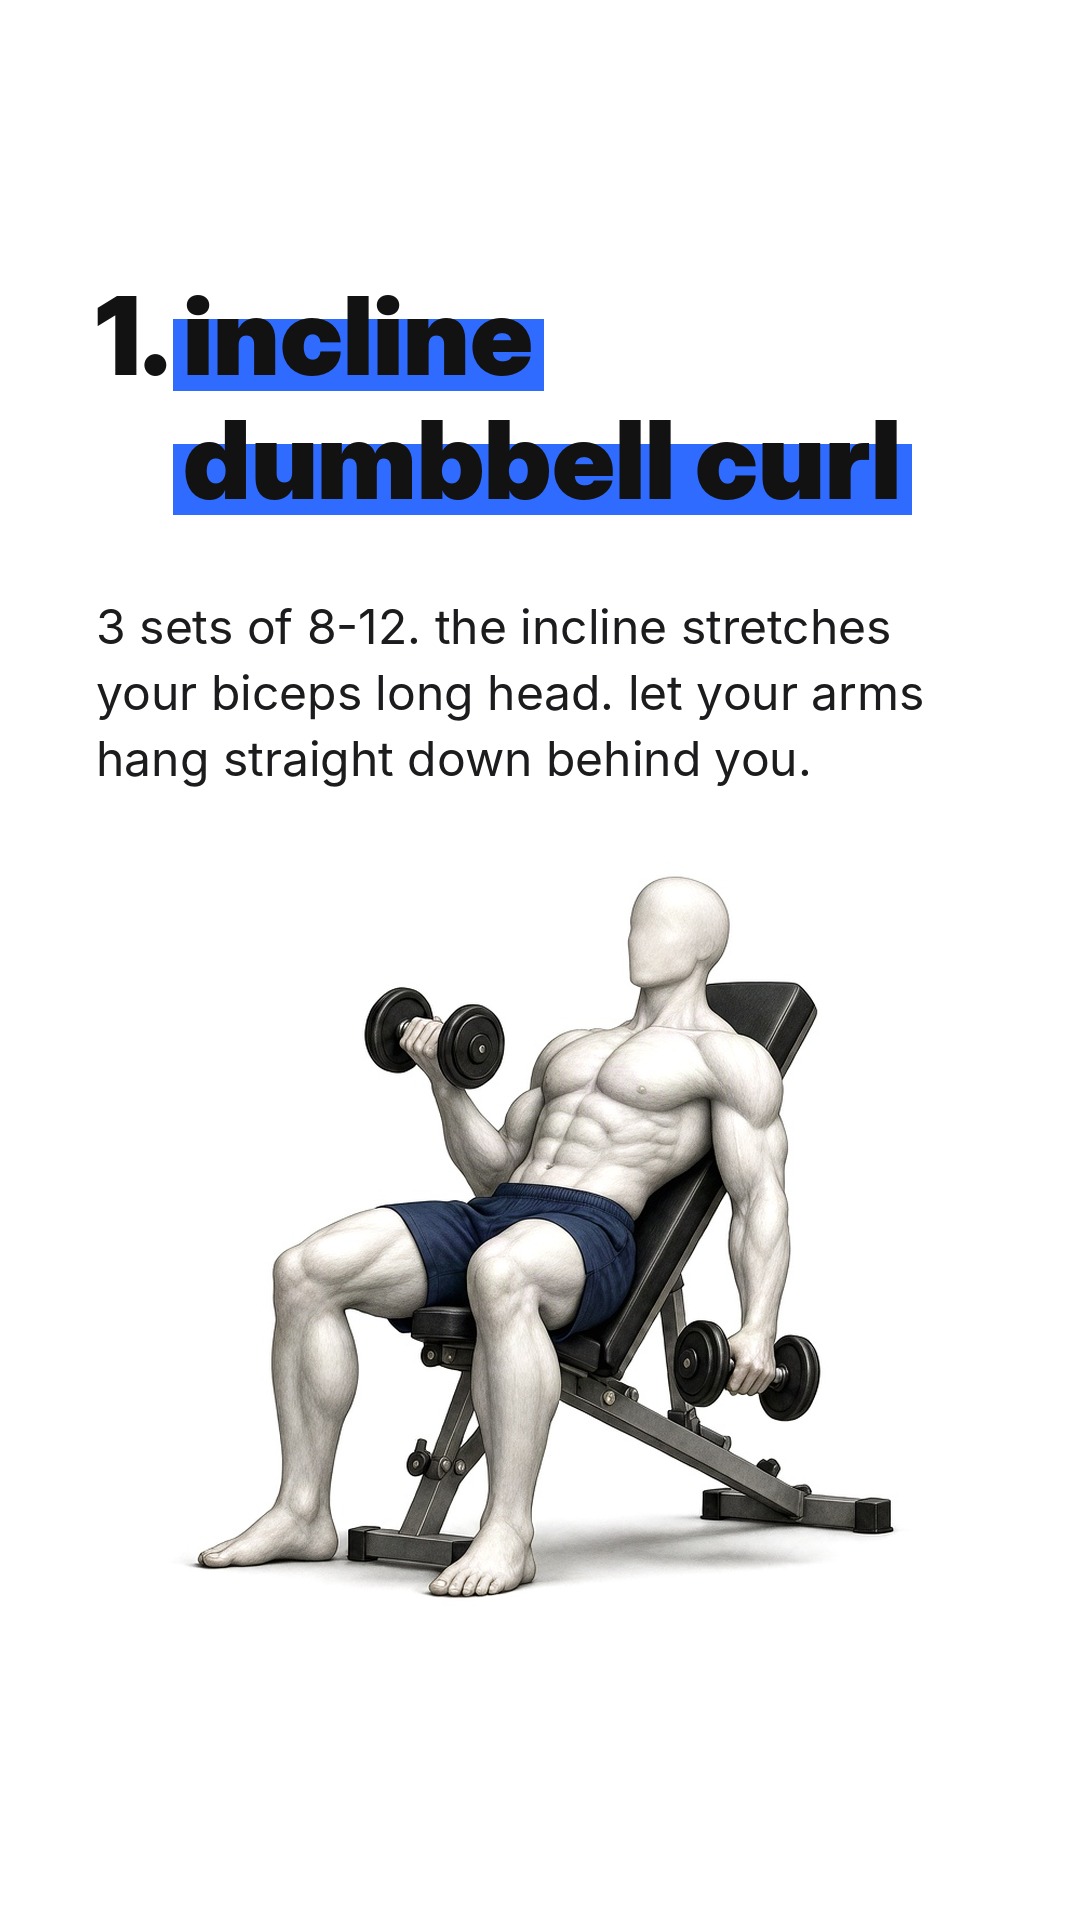 1. incline
dumbbell curl
3 sets of 8-12. the incline stretches
your biceps long head. let your arms
hang straight down behind you.